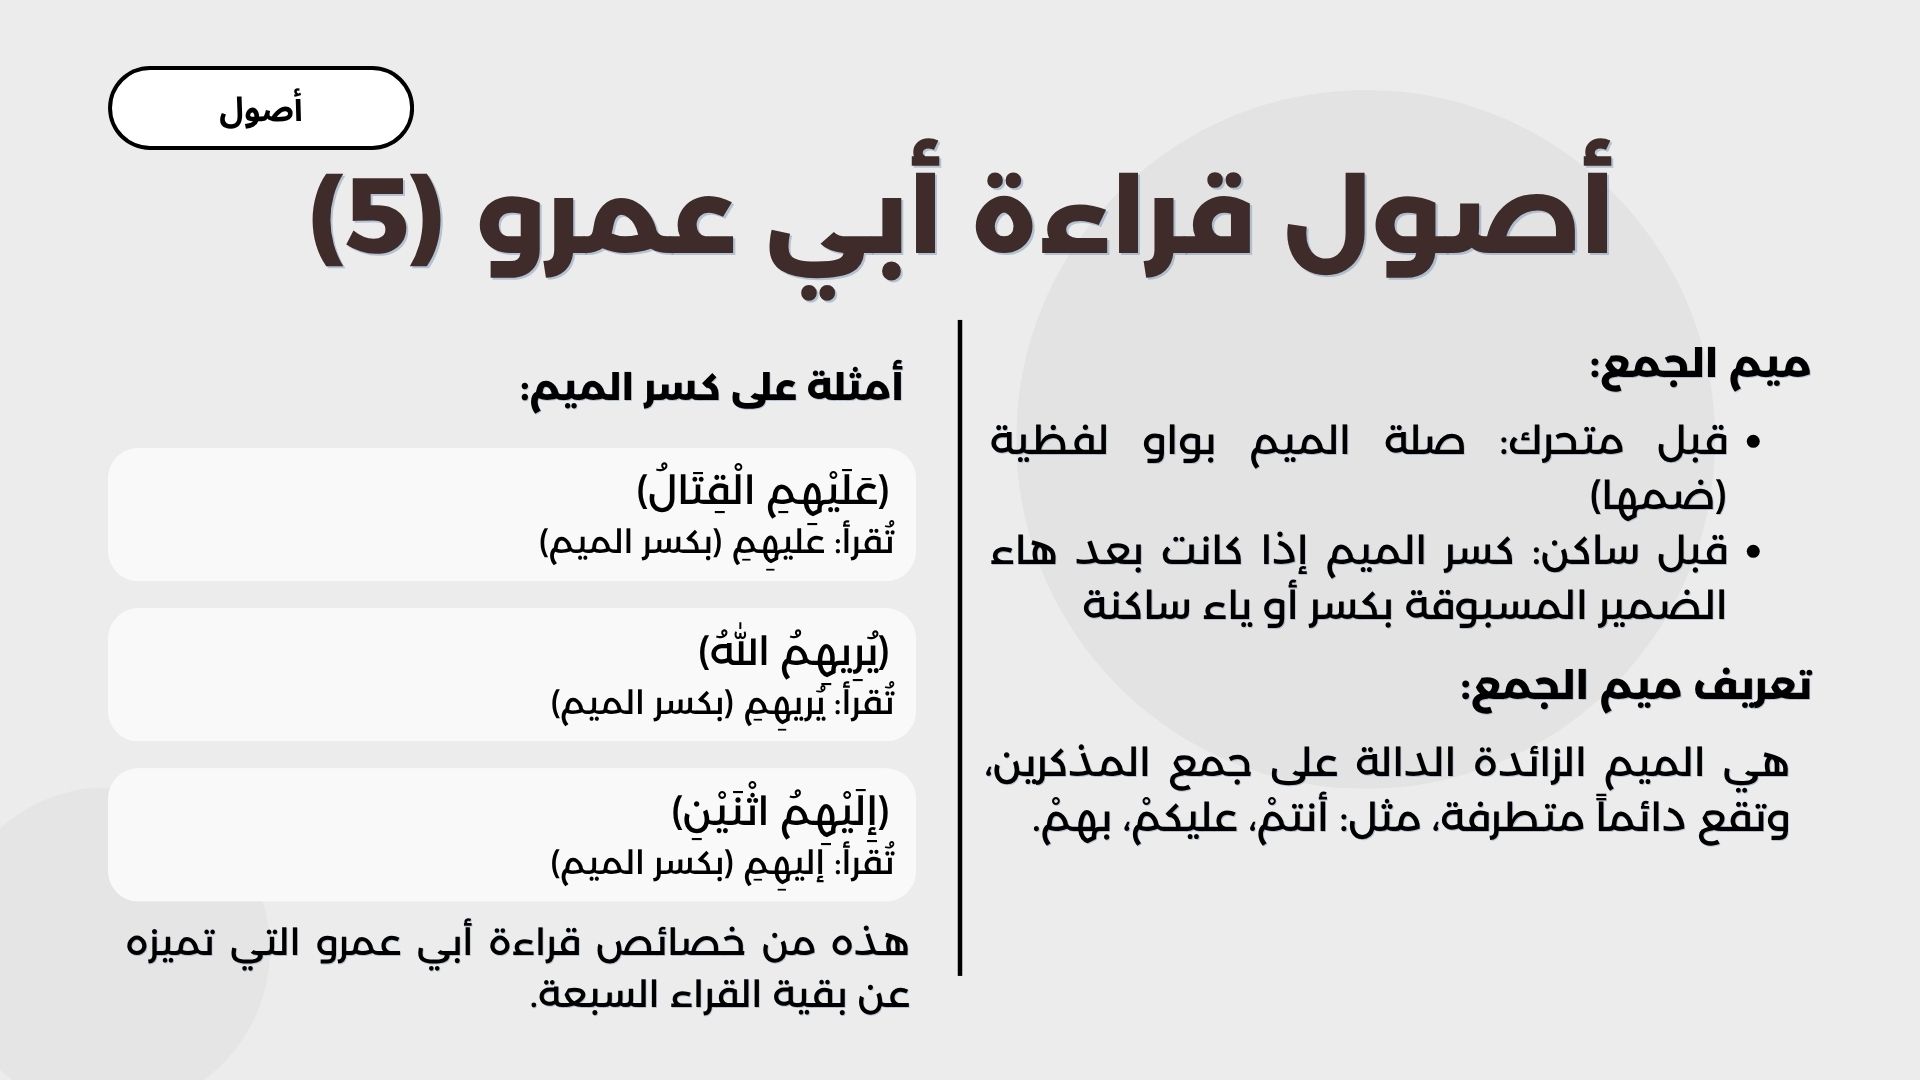 أصول
أصول قراءة أبي عمرو (5)
ميم الجمع:
• قبل متحرك: صلة الميم بواو لفظية
(ضمها)
• قبل ساكن: كسر الميم إذا كانت بعد هاء
الضمير المسبوقة بكسر أو ياء ساكنة
تعريف ميم الجمع:
هي الميم الزائدة الدالة على جمع المذكرين،
وتقع دائماً متطرفة، مثل: أنتمْ، عليكمْ، بهمْ.
أمثلة على كسر الميم:
(عَلَيْهِمِ الْقِتَالُ)
تُقرأ: عليهِمِ (بكسر الميم)
(يُرِيهِمُ اللهُ)
تُقرأ: يُريهِمِ (بكسر الميم)
(إِلَيْهِمُ اثْنَيْنِ)
تُقرأ: إليهِمِ (بكسر الميم)
هذه من خصائص قراءة أبي عمرو التي تميزه
عن بقية القراء السبعة.